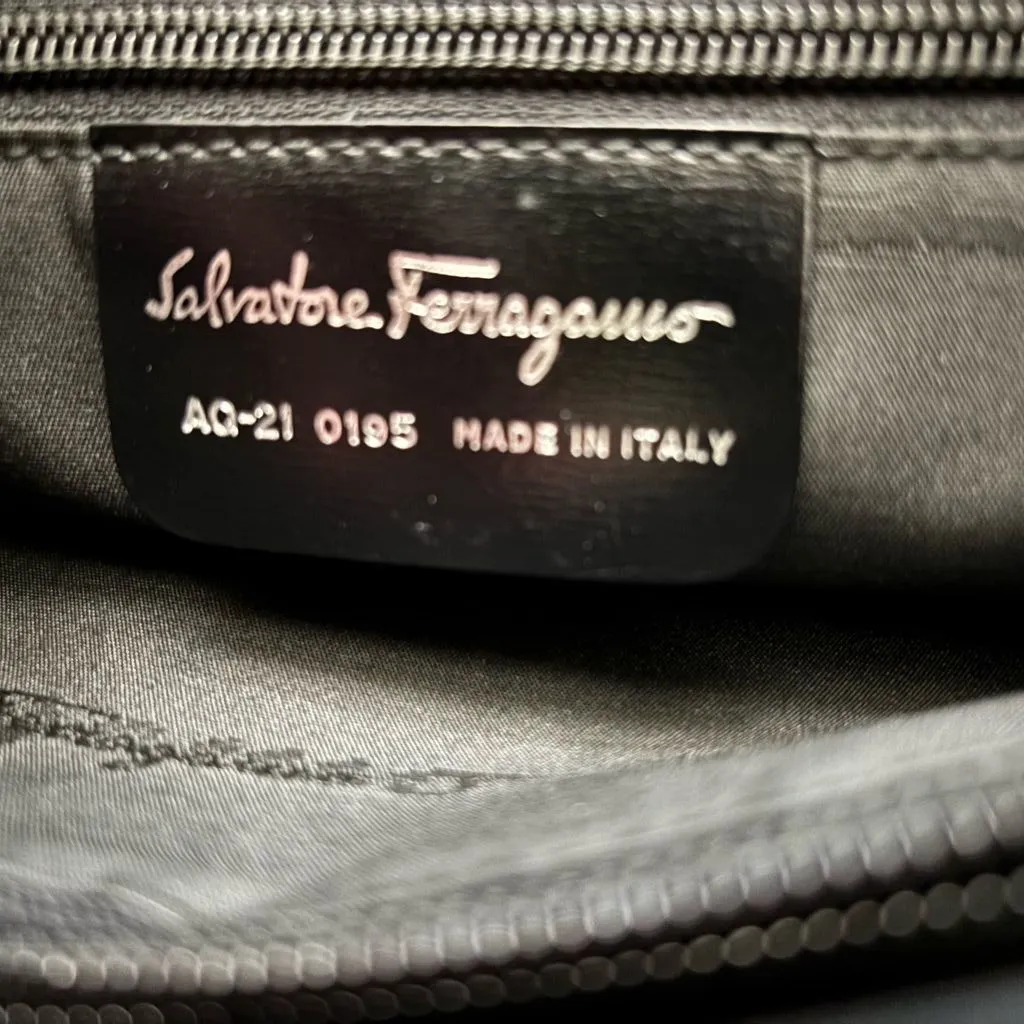 Salvatore Ferragamo
AQ-21 0195 MADE IN ITALY